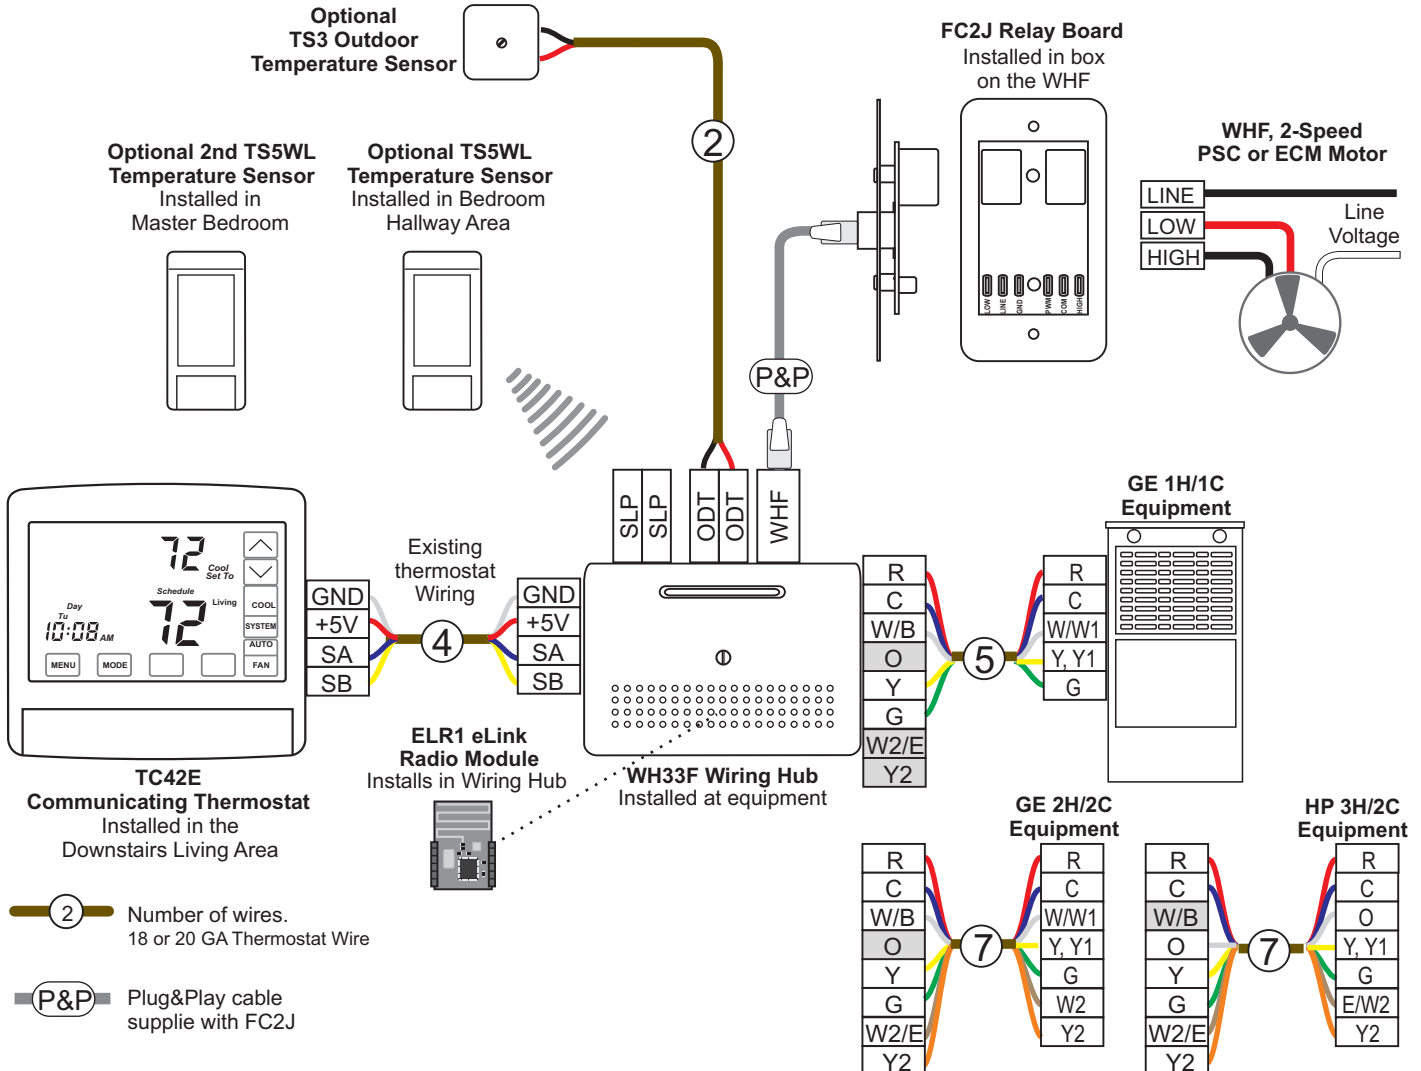 Optional
TS3 Outdoor
Temperature Sensor
2
FC2J Relay Board
Installed in box
on the WHF
LOW
LINE
GND
PWM
COM
HIGH
WHF, 2-Speed
PSC or ECM Motor
LINE
LOW
HIGH
Line
Voltage
Optional 2nd TS5WL
Temperature Sensor
Installed in
Master Bedroom
Optional TS5WL
Temperature Sensor
Installed in Bedroom
Hallway Area
P&P
SLP
SLP
ODT
ODT
WHF
72
Cool
Set To
Schedule
72
Living
Day
Tu
10:08 AM
COOL
SYSTEM
AUTO
FAN
MENU
MODE
GND
+5V
SA
SB
Existing
thermostat
Wiring
4
GND
+5V
SA
SB
TC42E
Communicating Thermostat
Installed in the
Downstairs Living Area
ELR1 eLink
Radio Module
Installs in Wiring Hub
WH33F Wiring Hub
Installed at equipment
GE 1H/1C
Equipment
R
C
W/B
O
Y
G
W2/E
Y2
5
R
C
W/W1
Y, Y1
G
GE 2H/2C
Equipment
R
C
W/B
O
Y
G
W2/E
Y2
7
R
C
W/W1
Y, Y1
G
W2
Y2
HP 3H/2C
Equipment
R
C
W/B
O
Y
G
W2/E
Y2
7
R
C
O
Y, Y1
G
E/W2
Y2
2
Number of wires.
18 or 20 GA Thermostat Wire
P&P
Plug&Play cable
supplie with FC2J